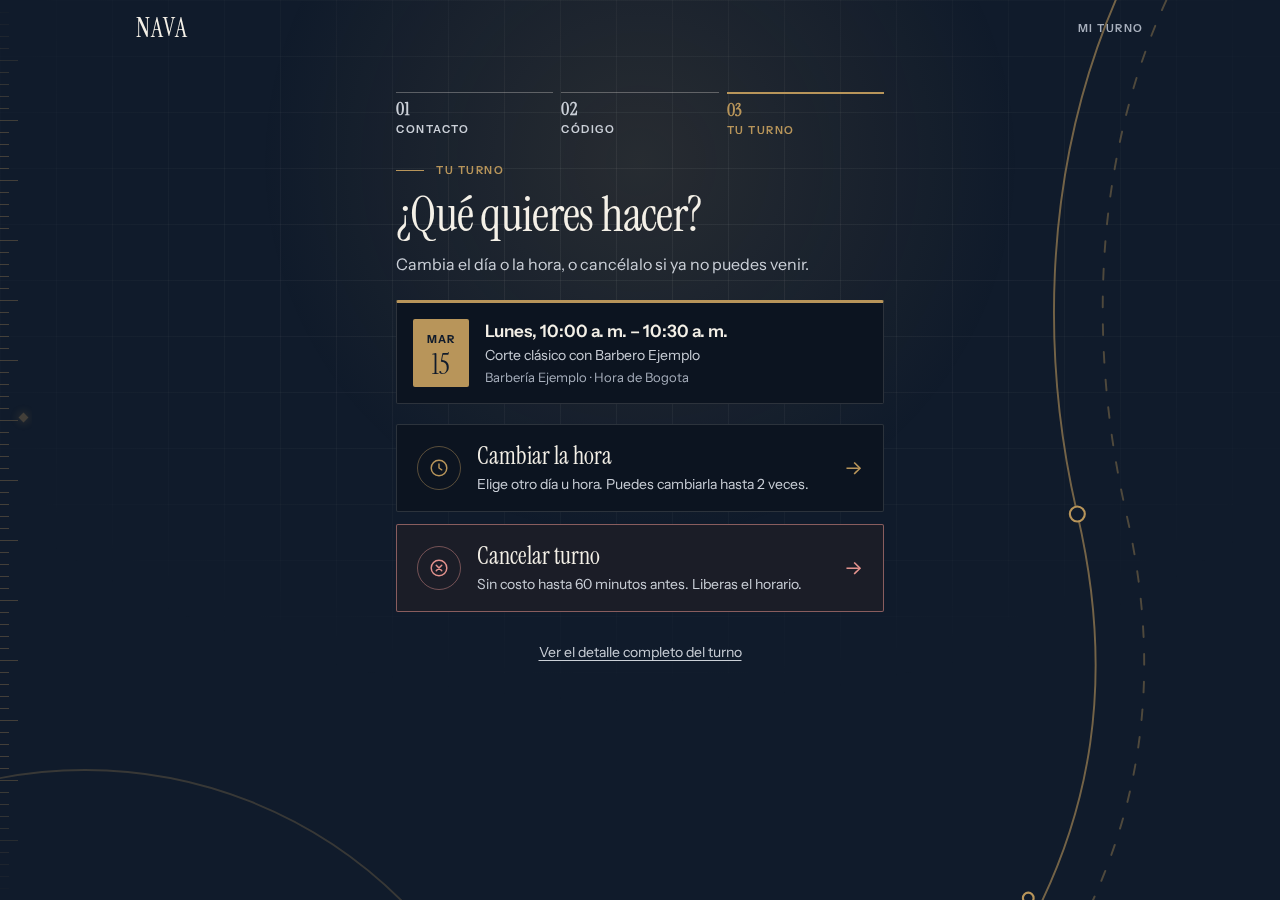 NAVA
MI TURNO
01
CONTACTO
02
CÓDIGO
03
TU TURNO
TU TURNO
¿Qué quieres hacer?
Cambia el día o la hora, o cancélalo si ya no puedes venir.
MAR
15
Lunes, 10:00 a. m. – 10:30 a. m.
Corte clásico con Barbero Ejemplo
Barbería Ejemplo · Hora de Bogota
Cambiar la hora
Elige otro día u hora. Puedes cambiarla hasta 2 veces.
Cancelar turno
Sin costo hasta 60 minutos antes. Liberas el horario.
Ver el detalle completo del turno